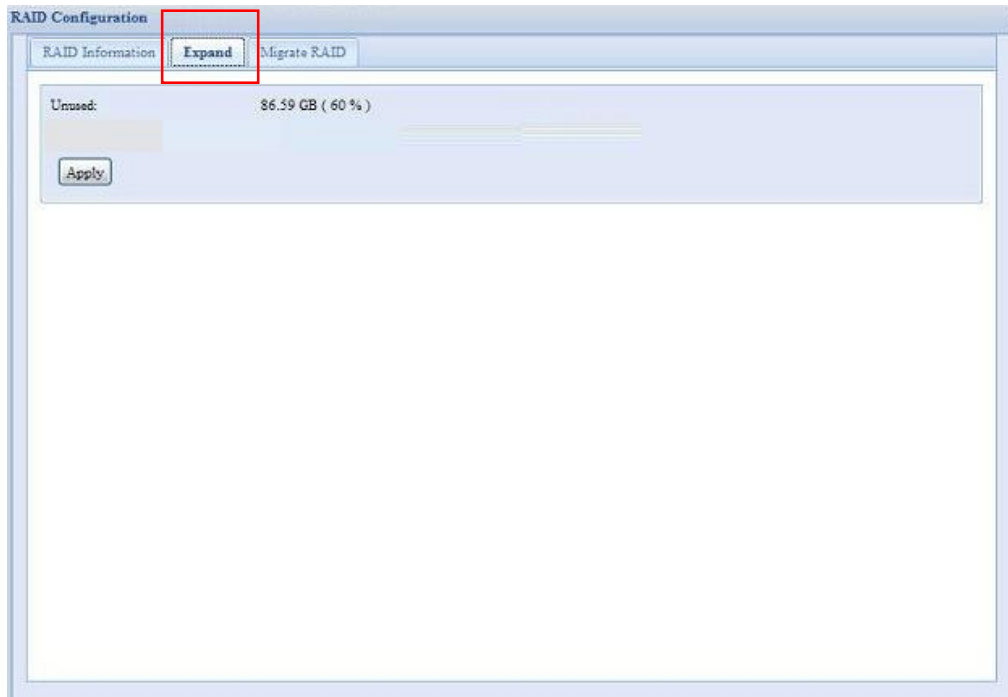 RAID Configuration
RAID Information Expand Migrate RAID
Unused: 86.59 GB ( 60 % )
Apply